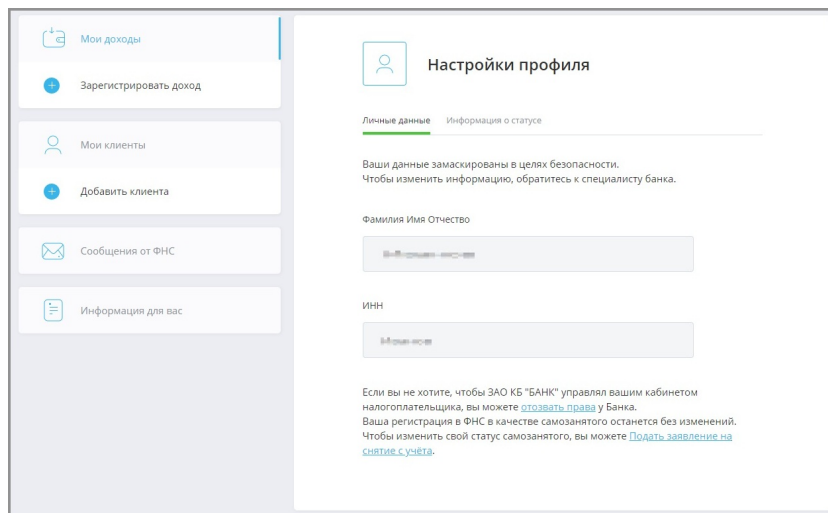 Мои доходы
Зарегистрировать доход
Мои клиенты
Добавить клиента
Сообщения от ФНС
Информация для вас
Настройки профиля
Личные данные Информация о статусе
Ваши данные замаскированы в целях безопасности.
Чтобы изменить информацию, обратитесь к специалисту банка.
Фамилия Имя Отчество
ИНН
Если вы не хотите, чтобы ЗАО КБ "БАНК" управлял вашим кабинетом
налогоплательщика, вы можете отозвать права у Банка.
Ваша регистрация в ФНС в качестве самозанятого останется без изменений.
Чтобы изменить свой статус самозанятого, вы можете Подать заявление на
снятие с учёта.